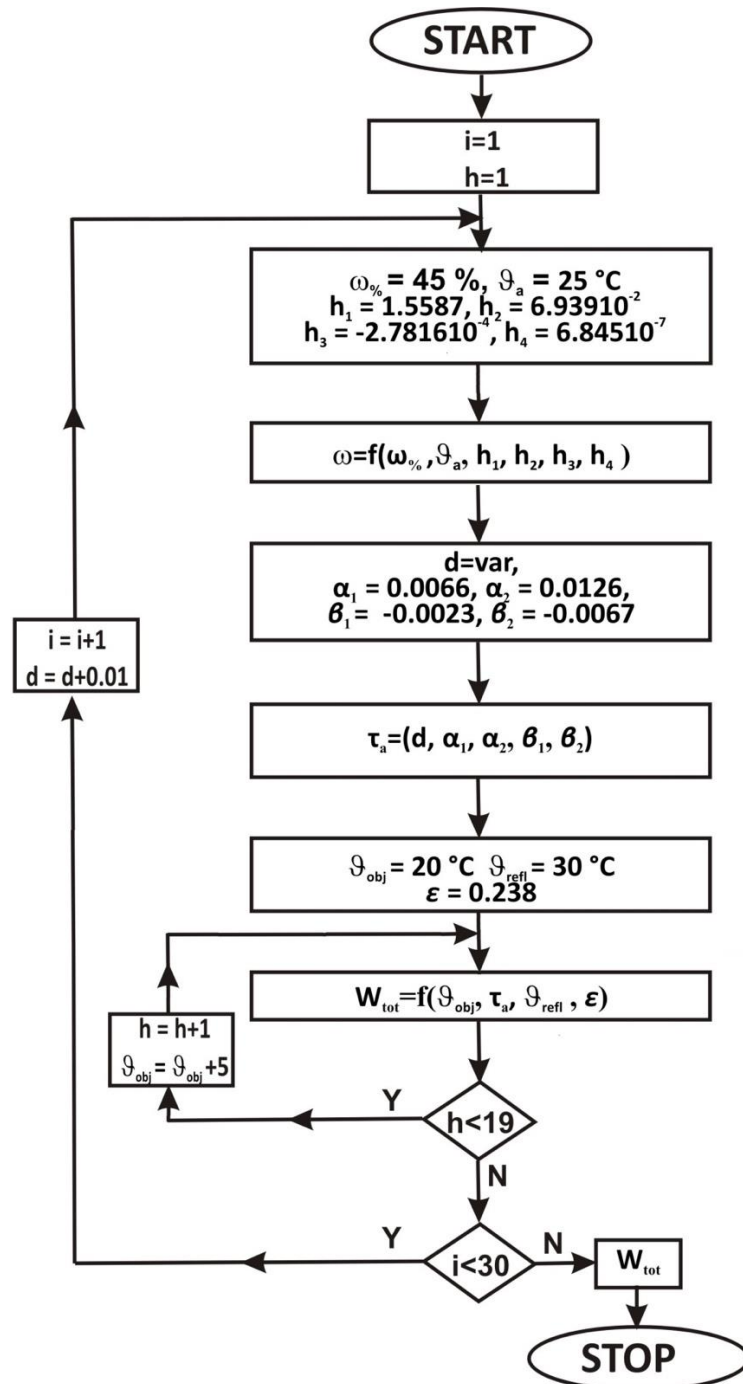 START
i=1
h=1
ω% = 45 %, ϑa = 25 °C
h1 = 1.5587, h2 = 6.93910-2
h3 = -2.781610-4, h4 = 6.84510-7
ω=f(ω%,ϑa, h1, h2, h3, h4 )
d=var,
α1 = 0.0066, α2 = 0.0126,
β1= -0.0023, β2 = -0.0067
i = i+1
d = d+0.01
τa=(d, α1, α2, β1, β2)
ϑobj = 20 °C ϑrefl = 30 °C
ε = 0.238
Wtot=f(ϑobj, τa, ϑrefl , ε)
h = h+1
ϑobj = ϑobj+5
Y
h<19
N
Y
i<30
N
Wtot
STOP